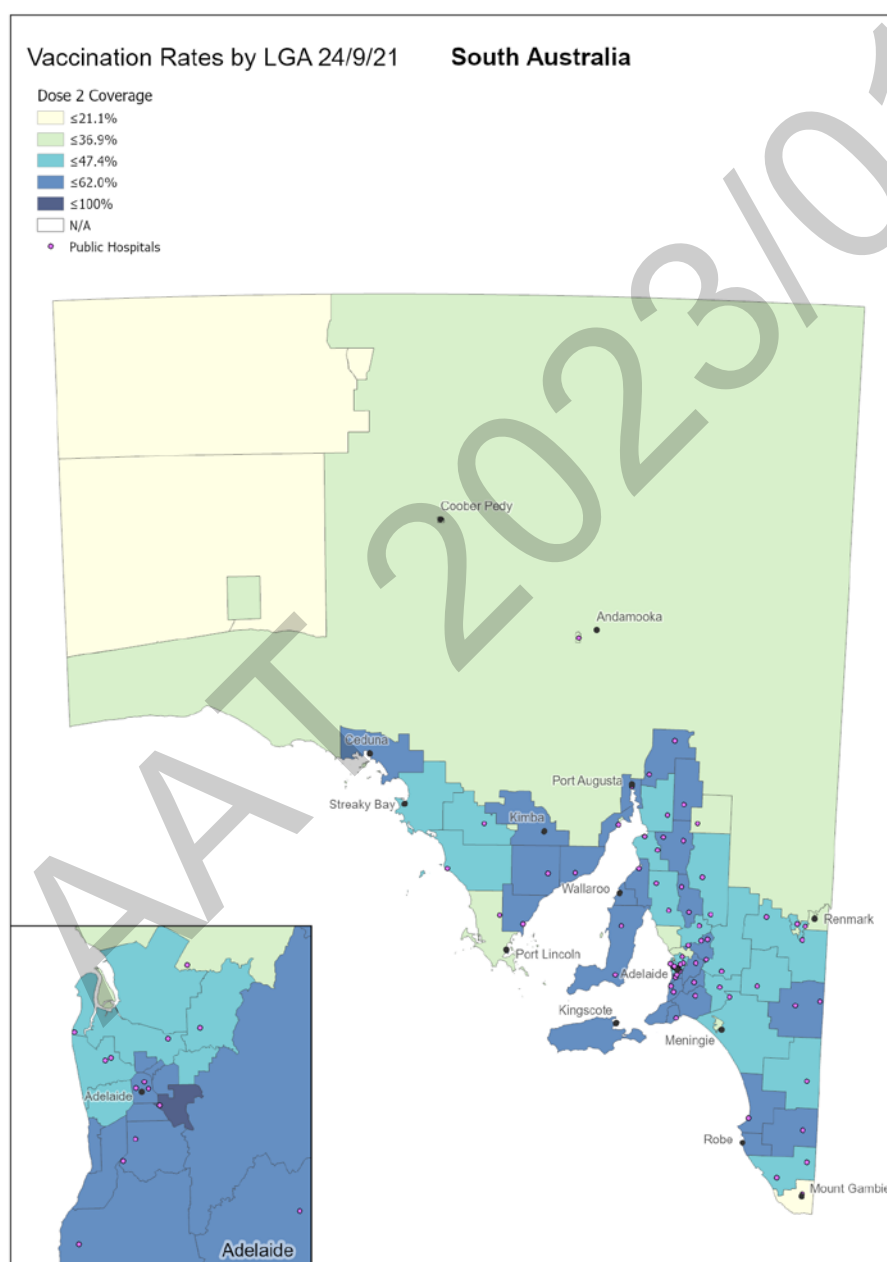 Vaccination Rates by LGA 24/9/21 South Australia
Dose 2 Coverage
≤21.1%
≤36.9%
≤47.4%
≤62.0%
≤100%
N/A
Public Hospitals
Coober Pedy
Andamooka
Ceduna
Port Augusta
Streaky Bay
Kimba
Wallaroo
Renmark
Port Lincoln
Adelaide
Kingscote
Meningie
Robe
Mount Gambie
Adelaide
Adelaide
AAT 2023/0